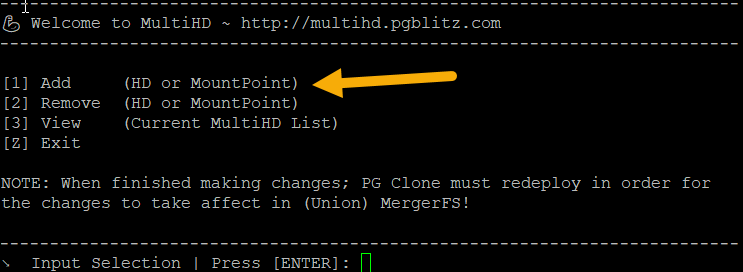 Welcome to MultiHD ~ http://multihd.pgblitz.com
[1] Add (HD or MountPoint)
[2] Remove (HD or MountPoint)
[3] View (Current MultiHD List)
[Z] Exit
NOTE: When finished making changes; PG Clone must redeploy in order for
the changes to take affect in (Union) MergerFS!
Input Selection | Press [ENTER]: